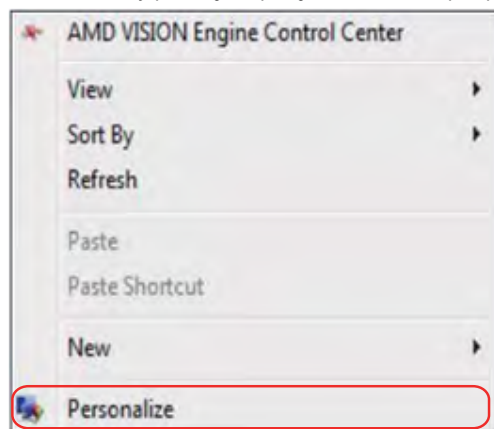 AMD VISION Engine Control Center
View
Sort By
Refresh
Paste
Paste Shortcut
New
Personalize